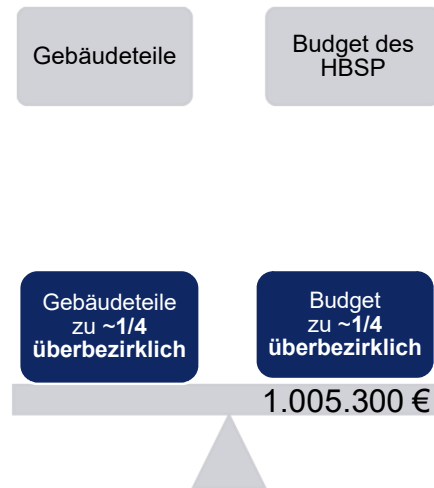 Gebäudeteile
Budget des
HBSP
Gebäudeteile
zu ~1/4
überbezirklich
Budget
zu ~1/4
überbezirklich
1.005.300 €